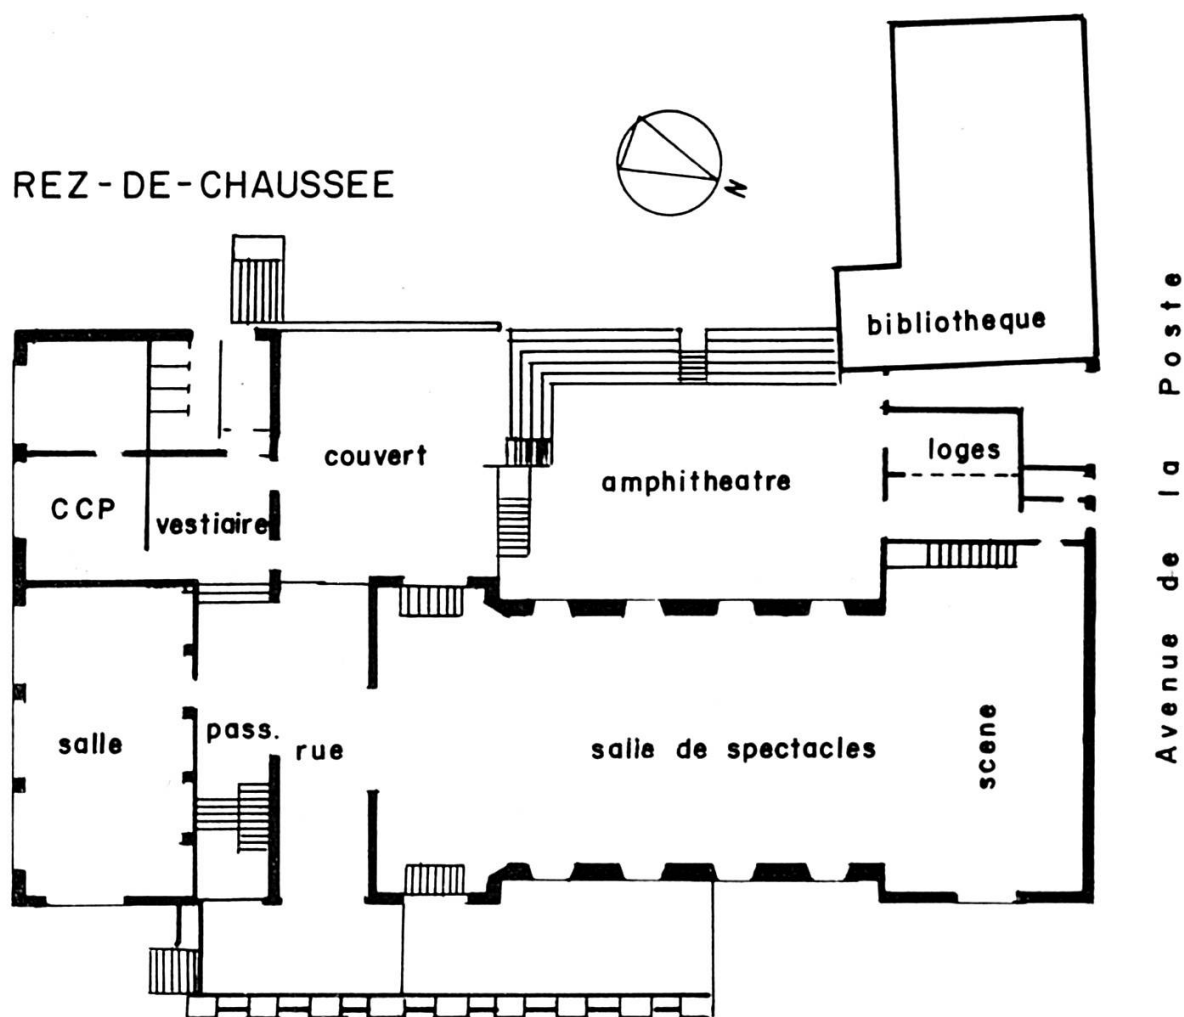 REZ-DE-CHAUSSEE
N
bibliotheque
Avenue de la Poste
couvert
loges
amphitheatre
CCP
vestiaire
salle
pass.
rue
salle de spectacles
scene